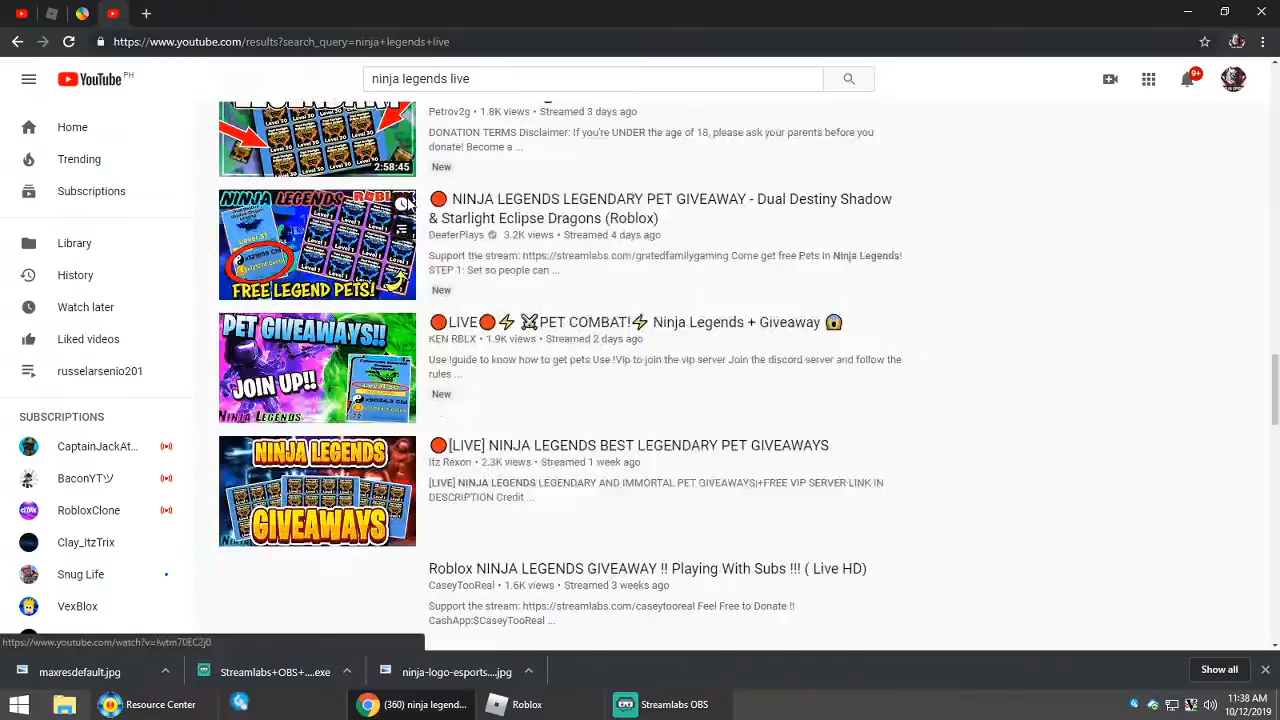 https://www.youtube.com/results?search_query=ninja+legends+live
YouTube PH
ninja legends live
9+
Home
Trending
Subscriptions
Library
History
Watch later
Liked videos
russelarsenio201
SUBSCRIPTIONS
CaptainJackAt...
BaconYTツ
RobloxClone
Clay_ItzTrix
Snug Life
VexBlox
2:58:45
Petrov2g • 1.8K views • Streamed 3 days ago
DONATION TERMS Disclaimer: If you're UNDER the age of 18, please ask your parents before you
donate! Become a ...
New
NINJA LEGENDS ROBL
FREE LEGEND PETS!
🔴 NINJA LEGENDS LEGENDARY PET GIVEAWAY - Dual Destiny Shadow
& Starlight Eclipse Dragons (Roblox)
DeeterPlays 3.2K views • Streamed 4 days ago
Support the stream: https://streamlabs.com/gratedfamilygaming Come get free Pets in Ninja Legends!
STEP 1: Set so people can ...
New
PET GIVEAWAYS!!
JOIN UP!!
NINJA LEGENDS
🔴LIVE🔴⚡ ⚔PET COMBAT!⚡ Ninja Legends + Giveaway 😱
KEN RBLX • 1.9K views • Streamed 2 days ago
Use !guide to know how to get pets Use !Vip to join the vip server Join the discord server and follow the
rules ...
New
NINJA LEGENDS
GIVEAWAYS
🔴[LIVE] NINJA LEGENDS BEST LEGENDARY PET GIVEAWAYS
Itz Rexon • 2.3K views • Streamed 1 week ago
[LIVE] NINJA LEGENDS LEGENDARY AND IMMORTAL PET GIVEAWAYS|+FREE VIP SERVER LINK IN
DESCRIPTION Credit ...
Roblox NINJA LEGENDS GIVEAWAY !! Playing With Subs !!! ( Live HD)
CaseyTooReal • 1.6K views • Streamed 3 weeks ago
Support the stream: https://streamlabs.com/caseytooreal Feel Free to Donate !!
CashApp:$CaseyTooReal ...
https://www.youtube.com/watch?v=Iwtm70EC2j0
maxresdefault.jpg
Streamlabs+OBS+....exe
ninja-logo-esports....jpg
Show all
Resource Center
(360) ninja legend...
Roblox
Streamlabs OBS
11:38 AM
10/12/2019